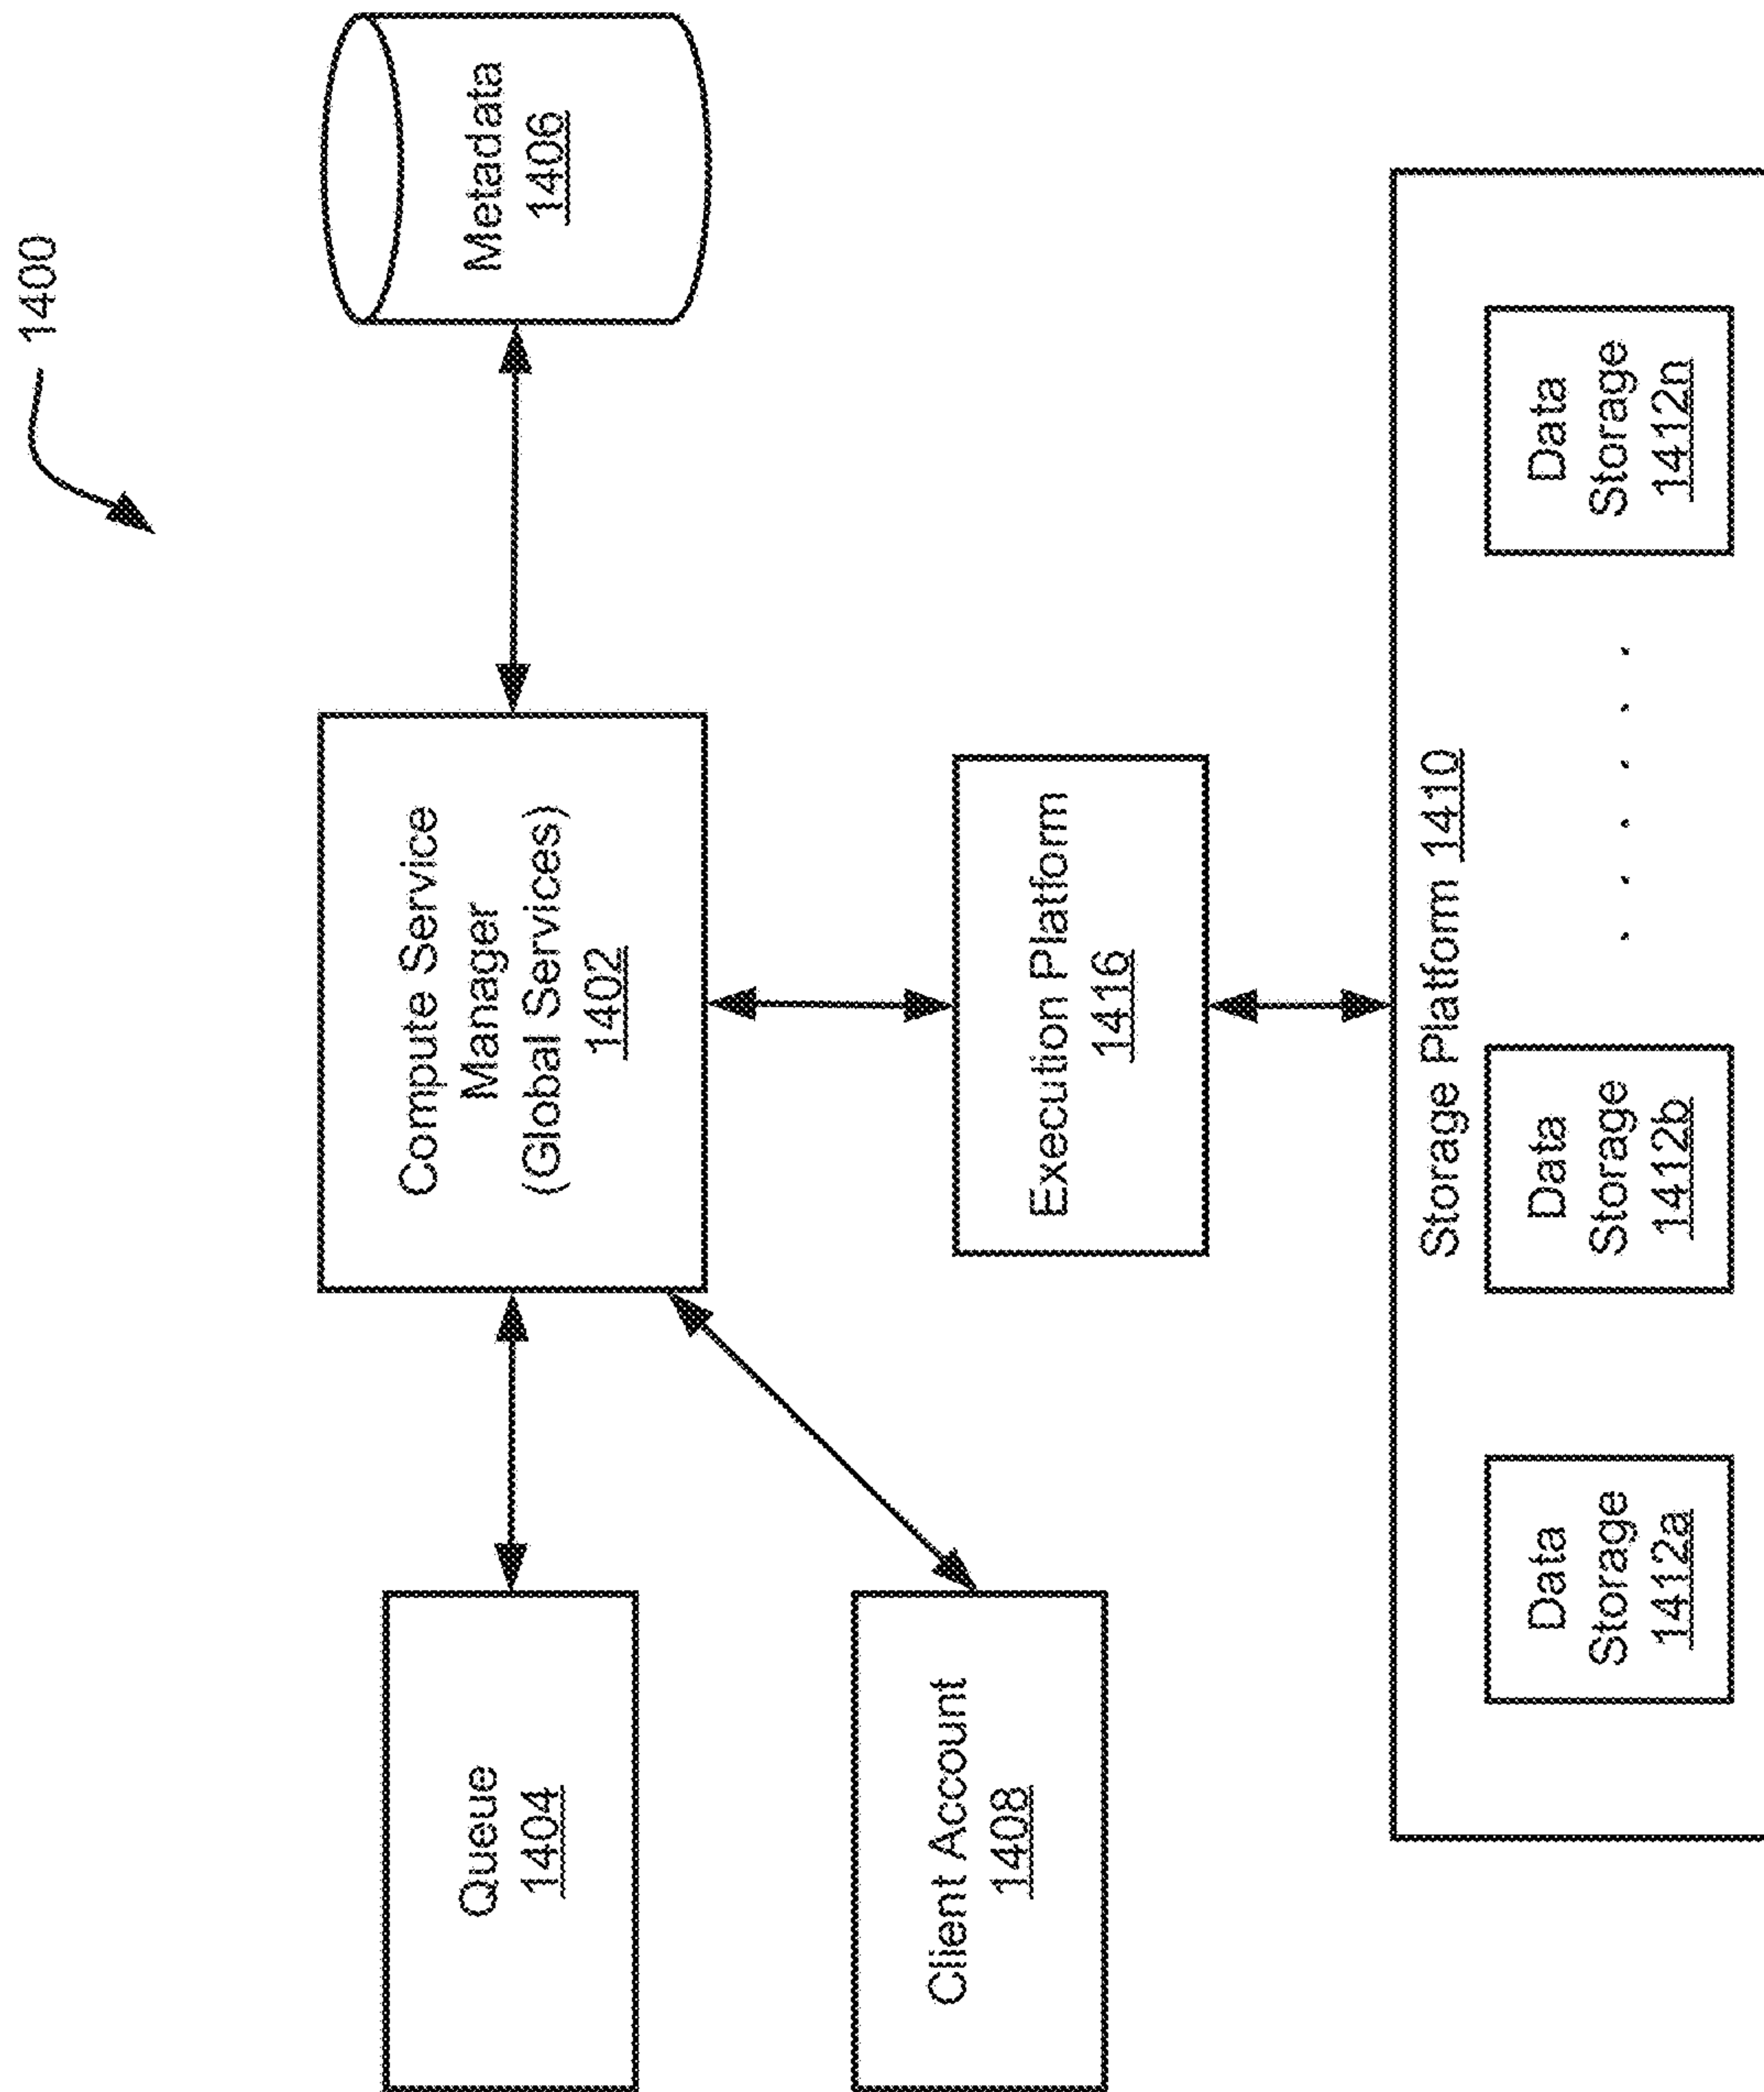 1400
Queue
1404
Compute Service
Manager
(Global Services)
1402
Metadata
1406
Client Account
1408
Execution Platform
1416
Storage Platform 1410
Data
Storage
1412a
Data
Storage
1412b
. . . . . .
Data
Storage
1412n